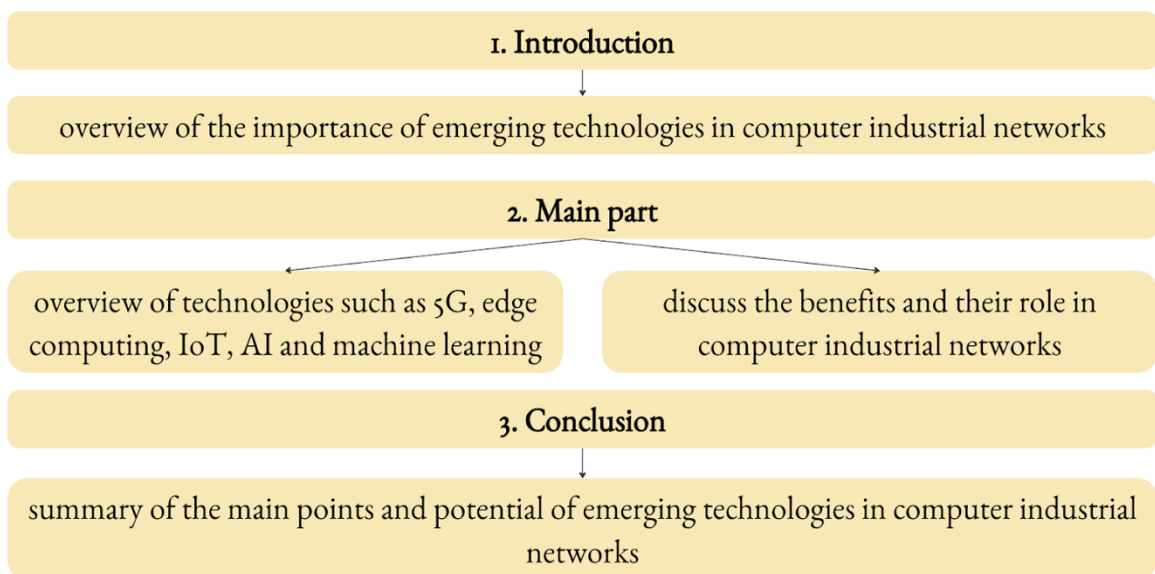 1. Introduction
overview of the importance of emerging technologies in computer industrial networks
2. Main part
overview of technologies such as 5G, edge
computing, IoT, AI and machine learning
discuss the benefits and their role in
computer industrial networks
3. Conclusion
summary of the main points and potential of emerging technologies in computer industrial
networks